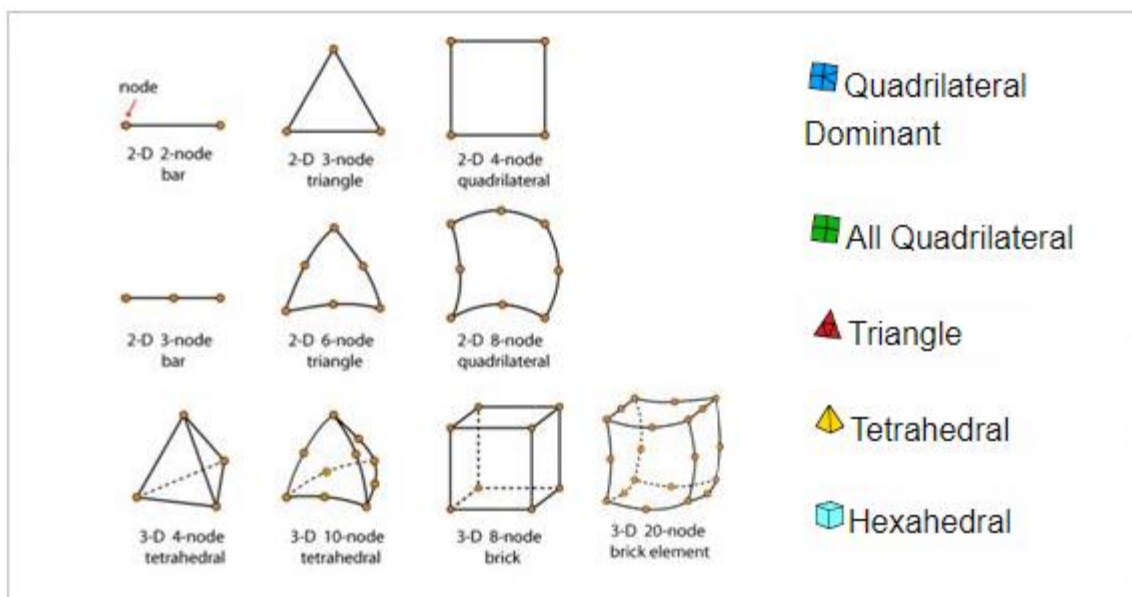 node
2-D 2-node
bar
2-D 3-node
triangle
2-D 4-node
quadrilateral
2-D 3-node
bar
2-D 6-node
triangle
2-D 8-node
quadrilateral
3-D 4-node
tetrahedral
3-D 10-node
tetrahedral
3-D 8-node
brick
3-D 20-node
brick element
Quadrilateral
Dominant
All Quadrilateral
Triangle
Tetrahedral
Hexahedral